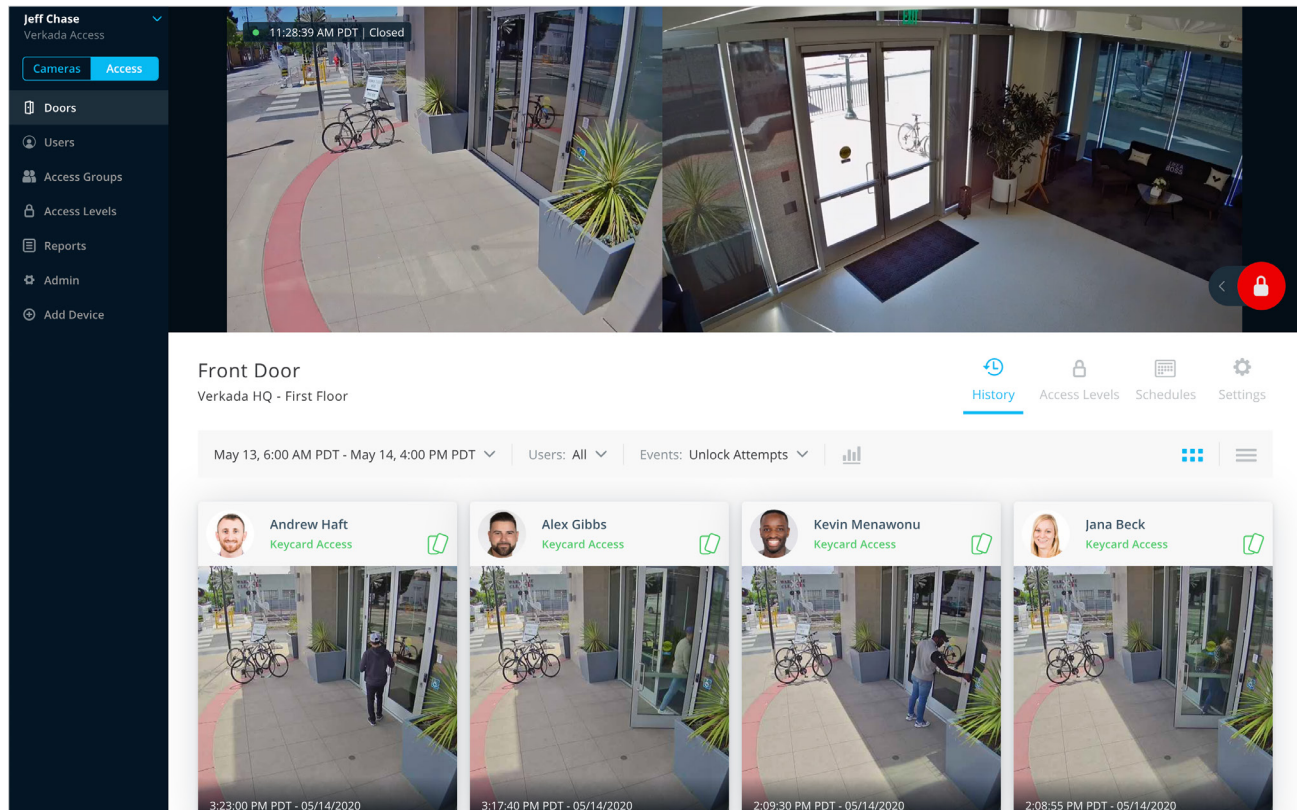 Jeff Chase
Verkada Access
Cameras
Access
Doors
Users
Access Groups
Access Levels
Reports
Admin
Add Device
11:28:39 AM PDT | Closed
EXIT
Front Door
Verkada HQ - First Floor
History
Access Levels
Schedules
Settings
May 13, 6:00 AM PDT - May 14, 4:00 PM PDT
Users: All
Events: Unlock Attempts
Andrew Haft
Keycard Access
Alex Gibbs
Keycard Access
Kevin Menawonu
Keycard Access
Jana Beck
Keycard Access
3:23:00 PM PDT - 05/14/2020
3:17:40 PM PDT - 05/14/2020
2:09:30 PM PDT - 05/14/2020
2:08:55 PM PDT - 05/14/2020